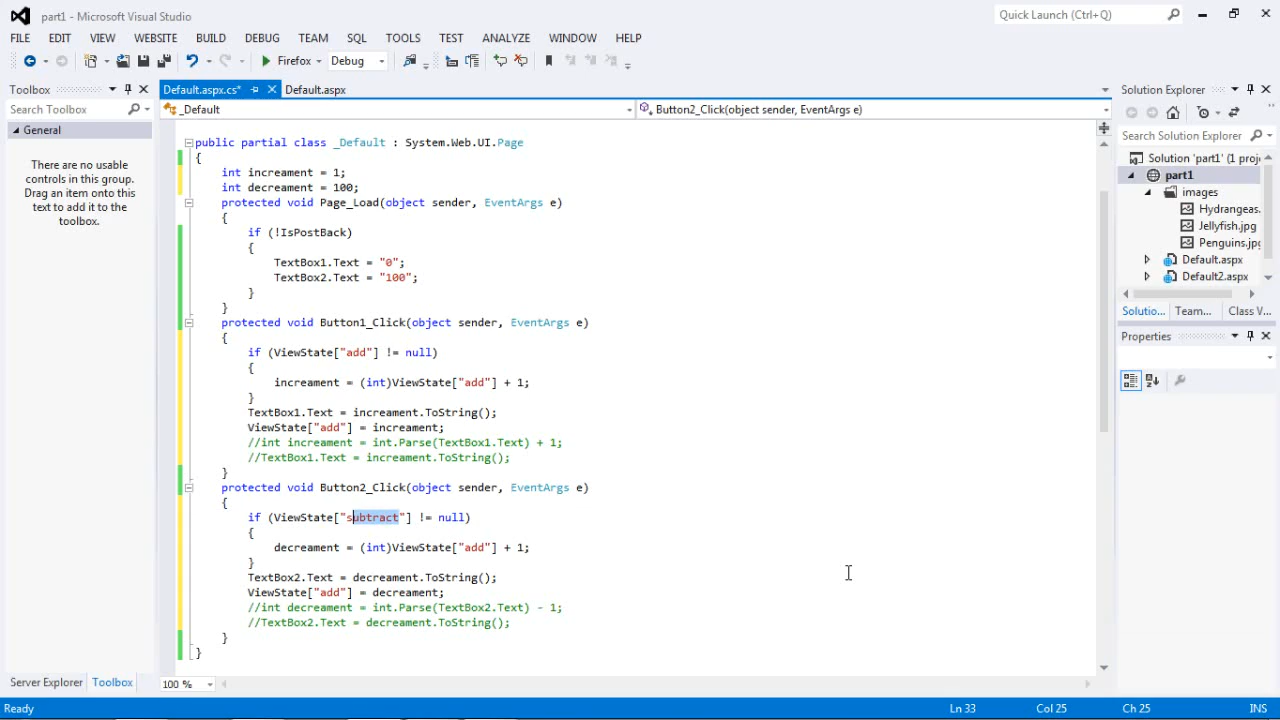 part1 - Microsoft Visual Studio
Quick Launch (Ctrl+Q)
FILE EDIT VIEW WEBSITE BUILD DEBUG TEAM SQL TOOLS TEST ANALYZE WINDOW HELP
Firefox Debug
Toolbox
Default.aspx.cs*
Default.aspx
Solution Explorer
Search Toolbox
_Default
Button2_Click(object sender, EventArgs e)
General
There are no usable
controls in this group.
Drag an item onto this
text to add it to the
toolbox.
public partial class _Default : System.Web.UI.Page
{
int increament = 1;
int decreament = 100;
protected void Page_Load(object sender, EventArgs e)
{
if (!IsPostBack)
{
TextBox1.Text = "0";
TextBox2.Text = "100";
}
}
protected void Button1_Click(object sender, EventArgs e)
{
if (ViewState["add"] != null)
{
increament = (int)ViewState["add"] + 1;
}
TextBox1.Text = increament.ToString();
ViewState["add"] = increament;
//int increament = int.Parse(TextBox1.Text) + 1;
//TextBox1.Text = increament.ToString();
}
protected void Button2_Click(object sender, EventArgs e)
{
if (ViewState["subtract"] != null)
{
decreament = (int)ViewState["add"] + 1;
}
TextBox2.Text = decreament.ToString();
ViewState["add"] = decreament;
//int decreament = int.Parse(TextBox2.Text) - 1;
//TextBox2.Text = decreament.ToString();
}
}
Search Solution Explorer
Solution 'part1' (1 proj
part1
images
Hydrangeas.
Jellyfish.jpg
Penguins.jpg
Default.aspx
Default2.aspx
Solutio... Team... Class V...
Properties
Server Explorer Toolbox
100 %
Ready
Ln 33 Col 25 Ch 25 INS